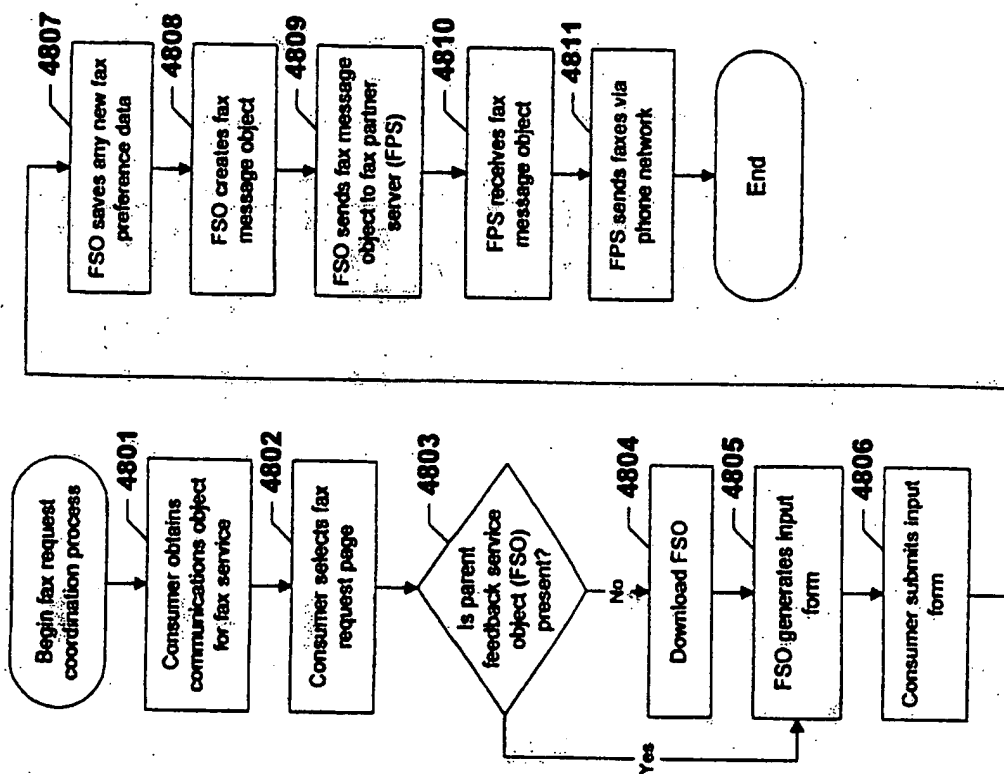 Begin fax request
coordination process
4801
Consumer obtains
communications object
for fax service
4802
Consumer selects fax
request page
4803
Is parent
feedback service
object (FSO)
present?
Yes
No
4804
Download FSO
4805
FSO generates input
form
4806
Consumer submits input
form
4807
FSO saves any new fax
preference data
4808
FSO creates fax
message object
4809
FSO sends fax message
object to fax partner
server (FPS)
4810
FPS receives fax
message object
4811
FPS sends faxes via
phone network
End